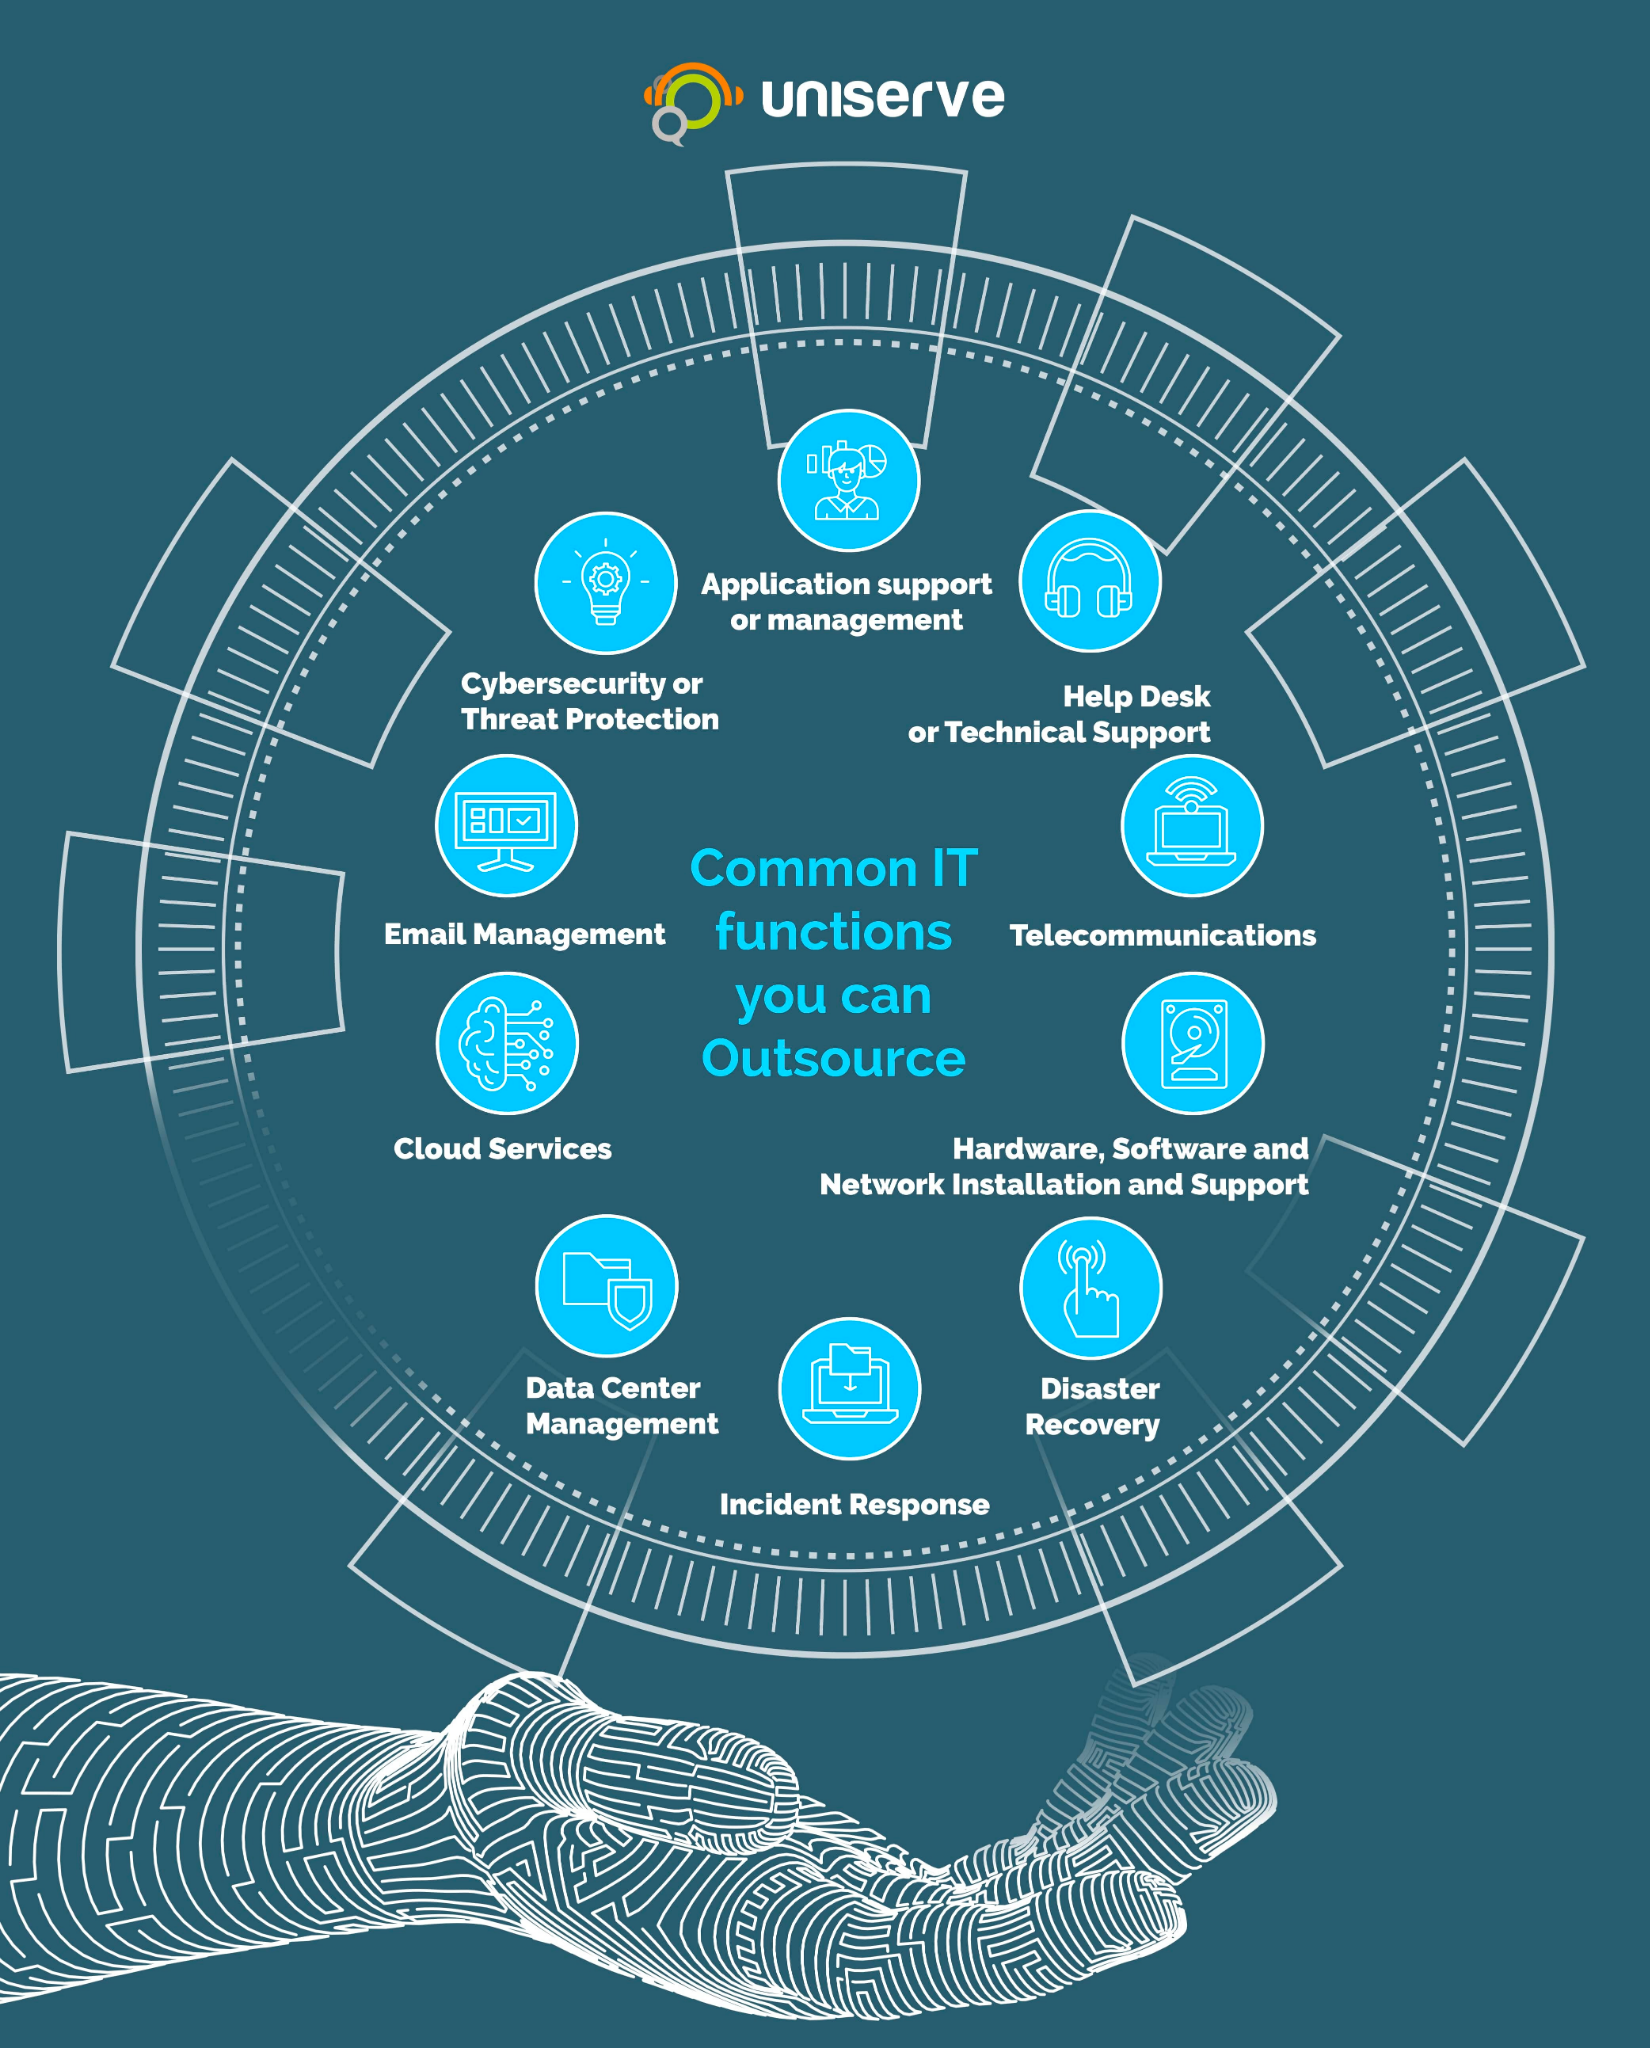 uniserve
Application support
or management
Cybersecurity or
Threat Protection
Help Desk
or Technical Support
Email Management
Telecommunications
Common IT
functions
you can
Outsource
Cloud Services
Hardware, Software and
Network Installation and Support
Data Center
Management
Disaster
Recovery
Incident Response